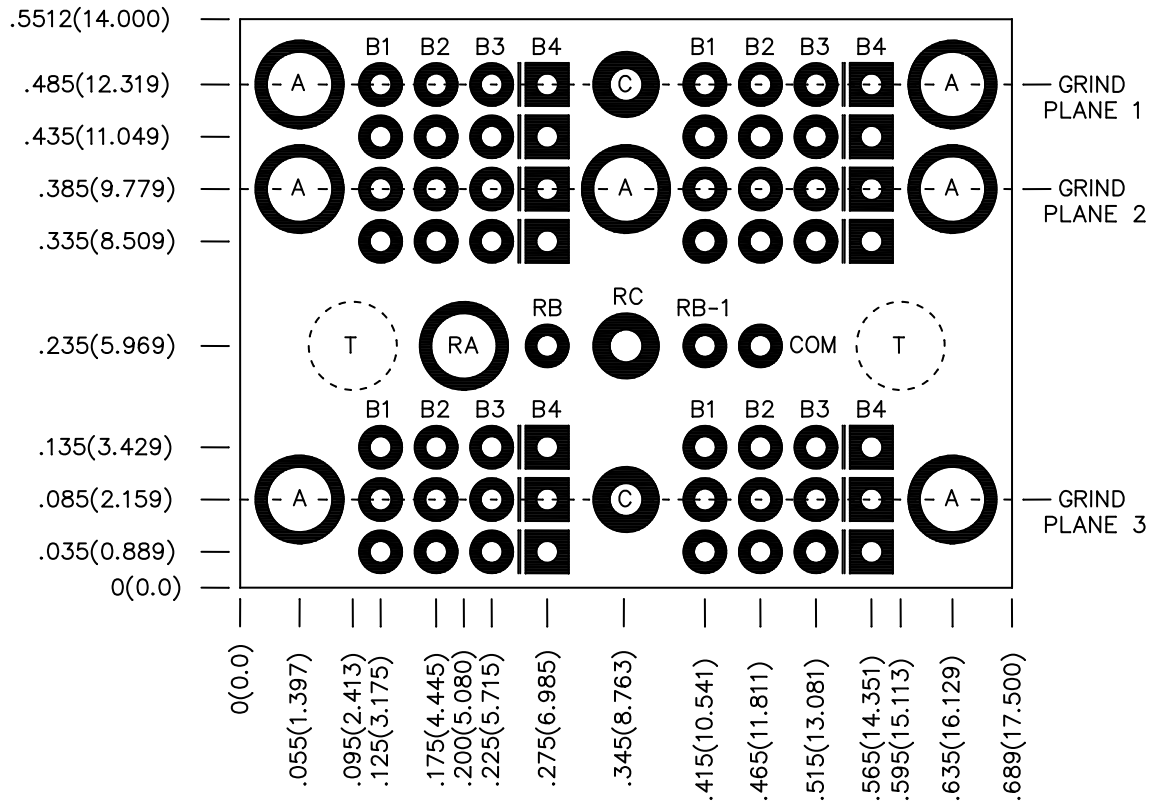 .5512(14.000)
B1 B2 B3 B4 B1 B2 B3 B4
.485(12.319) A C A GRIND
PLANE 1
.435(11.049)
.385(9.779) A A A GRIND
PLANE 2
.335(8.509)
RB RC RB-1
.235(5.969) T RA COM T
B1 B2 B3 B4 B1 B2 B3 B4
.135(3.429)
.085(2.159) A C A GRIND
PLANE 3
.035(0.889)
0(0.0)
0(0.0)
.055(1.397)
.095(2.413)
.125(3.175)
.175(4.445)
.200(5.080)
.225(5.715)
.275(6.985)
.345(8.763)
.415(10.541)
.465(11.811)
.515(13.081)
.565(14.351)
.595(15.113)
.635(16.129)
.689(17.500)